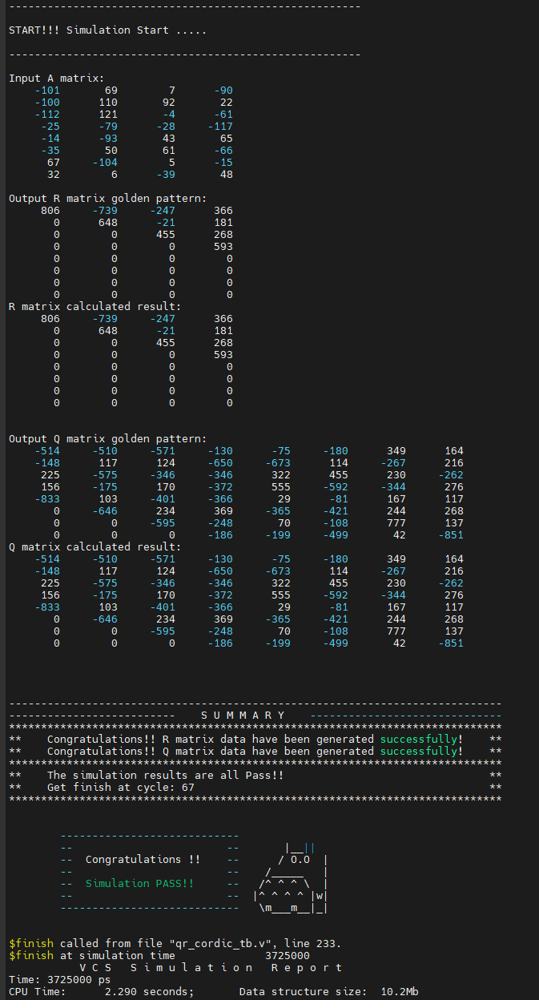 -------------------------------------------------------
START!!! Simulation Start .....
-------------------------------------------------------
Input A matrix:
-101 69 7 -90
-100 110 92 22
-112 121 -4 -61
-25 -79 -28 -117
-14 -93 43 65
-35 50 61 -66
67 -104 5 -15
32 6 -39 48
Output R matrix golden pattern:
806 -739 -247 366
0 648 -21 181
0 0 455 268
0 0 0 593
0 0 0 0
0 0 0 0
0 0 0 0
0 0 0 0
R matrix calculated result:
806 -739 -247 366
0 648 -21 181
0 0 455 268
0 0 0 593
0 0 0 0
0 0 0 0
0 0 0 0
0 0 0 0
Output Q matrix golden pattern:
-514 -510 -571 -130 -75 -180 349 164
-148 117 124 -650 -673 114 -267 216
225 -575 -346 -346 322 455 230 -262
156 -175 170 -372 555 -592 -344 276
-833 103 -401 -366 29 -81 167 117
0 -646 234 369 -365 -421 244 268
0 0 -595 -248 70 -108 777 137
0 0 0 -186 -199 -499 42 -851
Q matrix calculated result:
-514 -510 -571 -130 -75 -180 349 164
-148 117 124 -650 -673 114 -267 216
225 -575 -346 -346 322 455 230 -262
156 -175 170 -372 555 -592 -344 276
-833 103 -401 -366 29 -81 167 117
0 -646 234 369 -365 -421 244 268
0 0 -595 -248 70 -108 777 137
0 0 0 -186 -199 -499 42 -851
--------------------------------------------------------------------------------
-------------------------- S U M M A R Y ------------------------------
*****************************************************************************
** Congratulations!! R matrix data have been generated successfully! **
** Congratulations!! Q matrix data have been generated successfully! **
*****************************************************************************
** The simulation results are all Pass!! **
** Get finish at cycle: 67 **
*****************************************************************************
----------------------------
-- -- |__||
-- Congratulations !! -- / O.O |
-- -- /_____ |
-- Simulation PASS!! -- /^ ^ ^ \ |
-- -- |^ ^ ^ ^ |w|
---------------------------- \m___m__|_|
$finish called from file "qr_cordic_tb.v", line 233.
$finish at simulation time 3725000
V C S S i m u l a t i o n R e p o r t
Time: 3725000 ps
CPU Time: 2.290 seconds; Data structure size: 10.2Mb